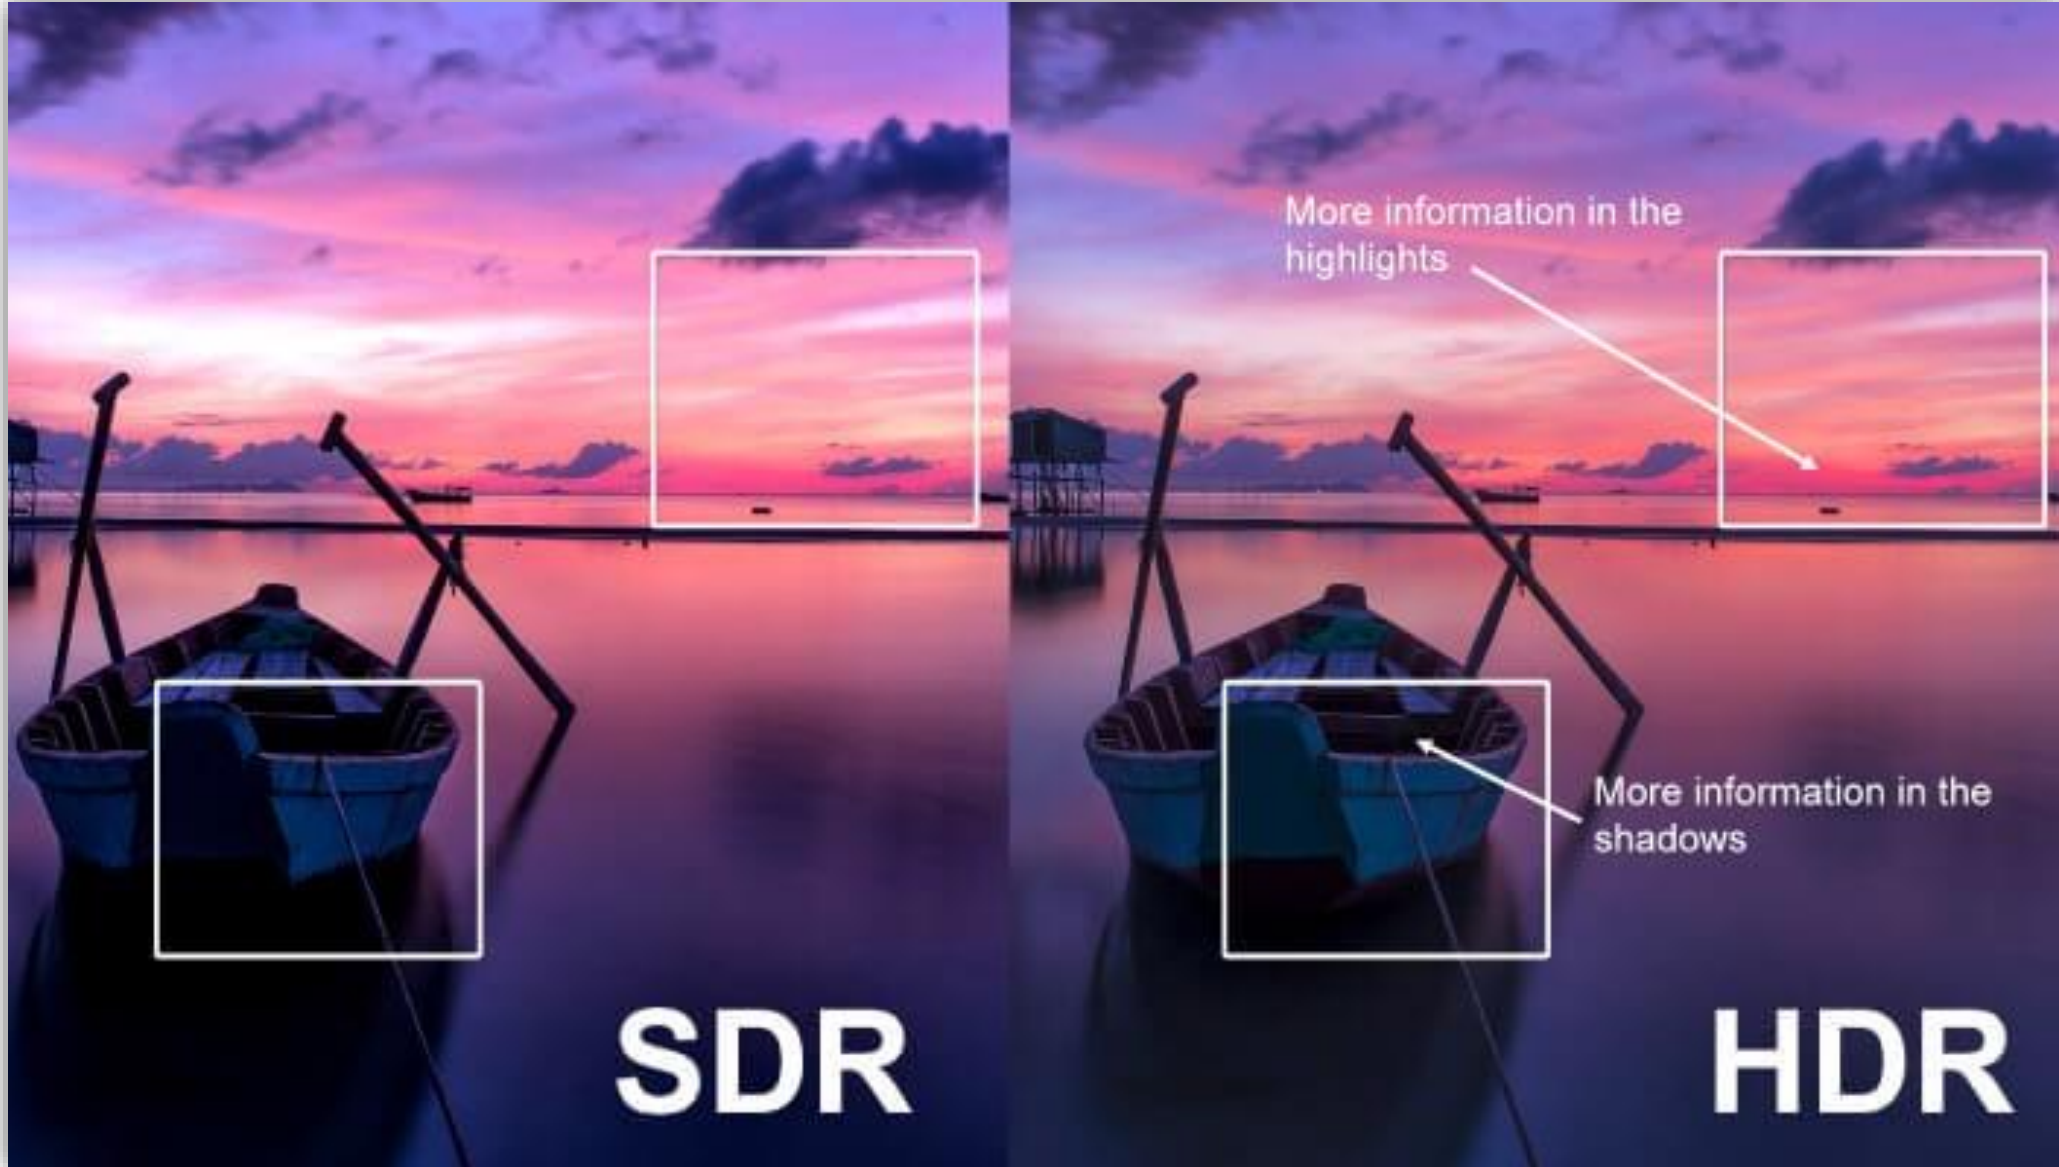 More information in the
highlights
More information in the
shadows
SDR
HDR